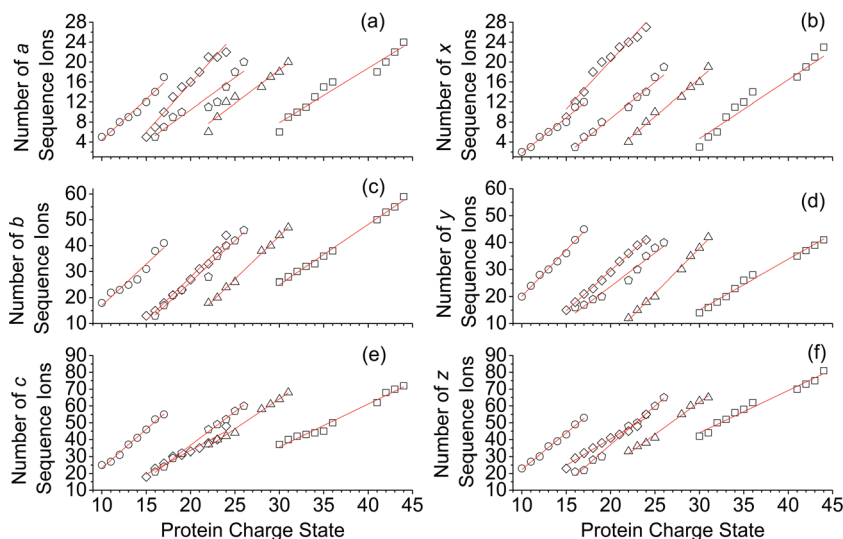 (a)
Number of a
Sequence Ions
28
24
20
16
12
8
4
(b)
Number of x
Sequence Ions
28
24
20
16
12
8
4
(c)
Number of b
Sequence Ions
60
50
40
30
20
10
(d)
Number of y
Sequence Ions
60
50
40
30
20
10
(e)
Number of c
Sequence Ions
90
80
70
60
50
40
30
20
10
10 15 20 25 30 35 40 45
Protein Charge State
(f)
Number of z
Sequence Ions
90
80
70
60
50
40
30
20
10
10 15 20 25 30 35 40 45
Protein Charge State